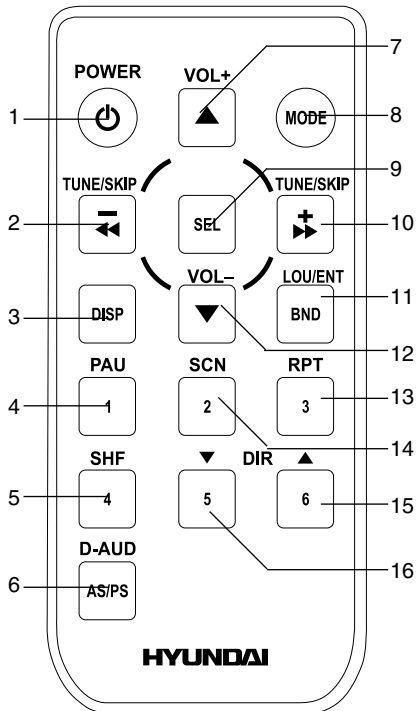 POWER VOL+ 7
1 MODE 8
9
TUNE/SKIP TUNE/SKIP
2 − SEL + 10
LOU/ENT 11
VOL–
3 DISP BND
12
PAU SCN RPT
4 1 2 3 13
14
SHF ▼ DIR ▲
5 4 5 6 15
16
D-AUD
6 AS/PS
HYUNDAI